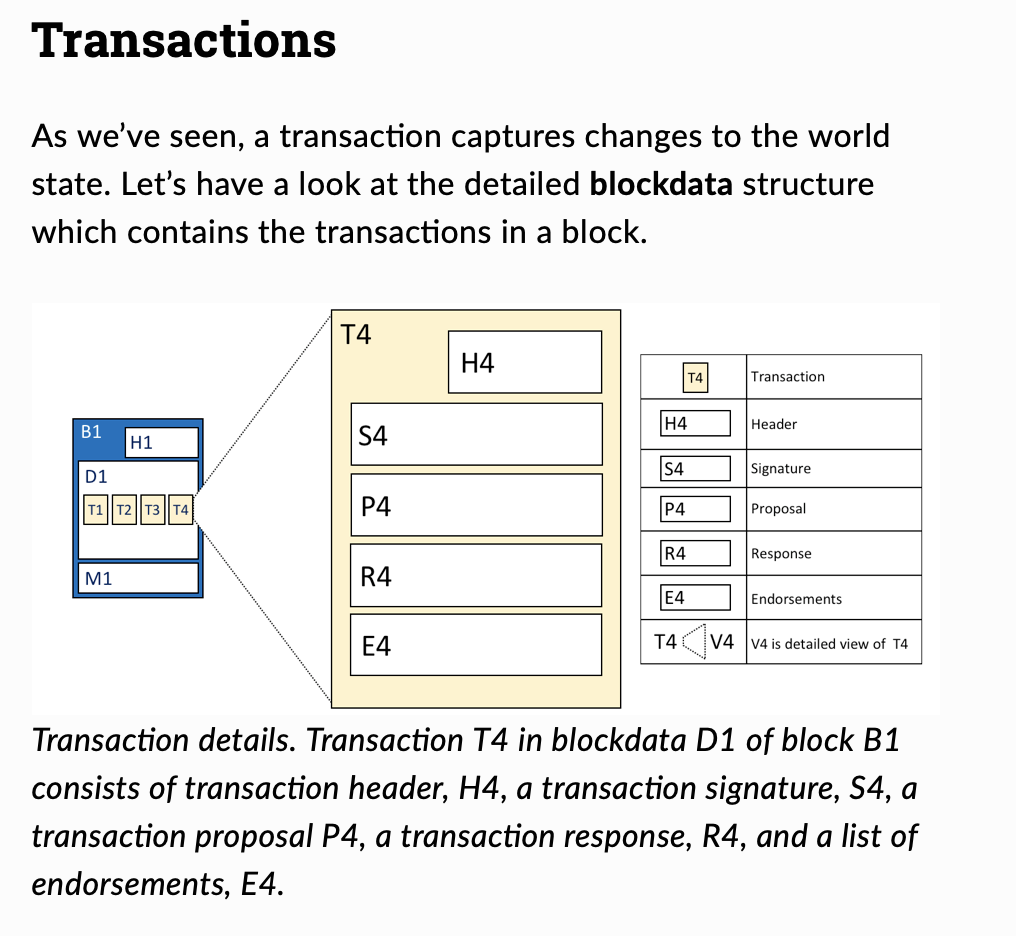 Transactions
As we’ve seen, a transaction captures changes to the world
state. Let’s have a look at the detailed blockdata structure
which contains the transactions in a block.
B1
H1
D1
T1 T2 T3 T4
M1
T4
H4
S4
P4
R4
E4
T4 Transaction
H4 Header
S4 Signature
P4 Proposal
R4 Response
E4 Endorsements
T4 V4 V4 is detailed view of T4
Transaction details. Transaction T4 in blockdata D1 of block B1
consists of transaction header, H4, a transaction signature, S4, a
transaction proposal P4, a transaction response, R4, and a list of
endorsements, E4.